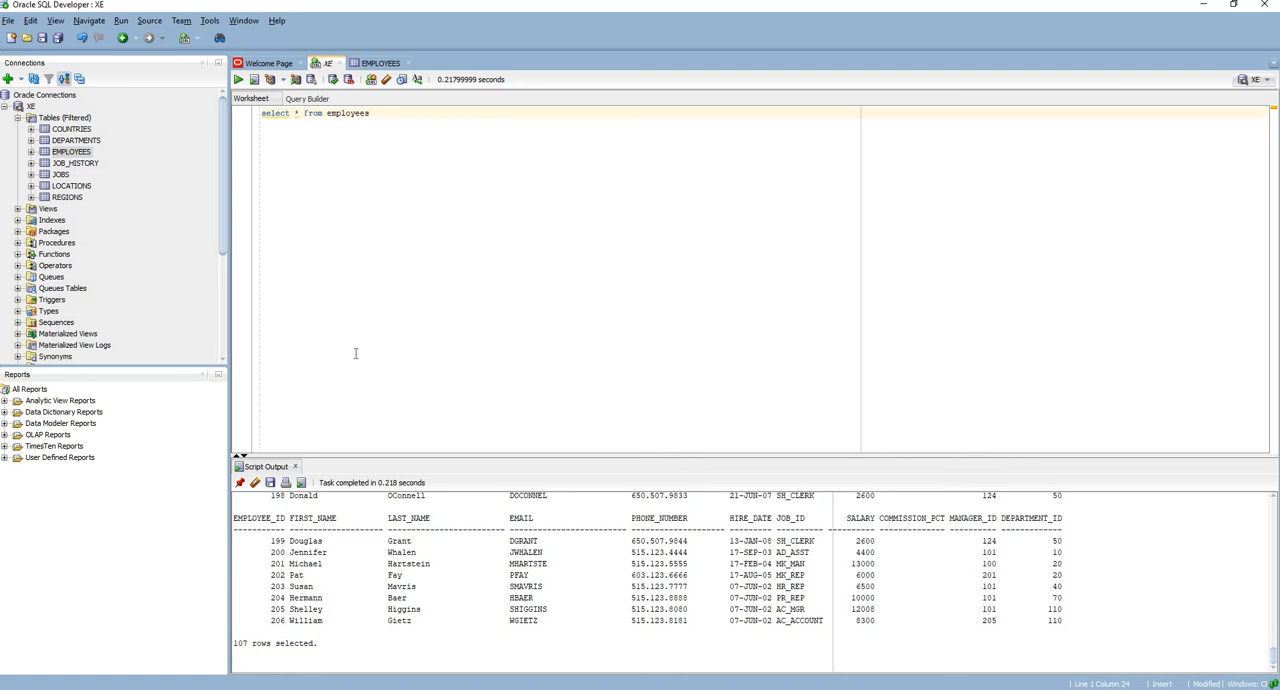 Oracle SQL Developer : XE
File Edit View Navigate Run Source Team Tools Window Help
Connections
Oracle Connections
XE
Tables (Filtered)
COUNTRIES
DEPARTMENTS
EMPLOYEES
JOB_HISTORY
JOBS
LOCATIONS
REGIONS
Views
Indexes
Packages
Procedures
Functions
Operators
Queues
Queues Tables
Triggers
Types
Sequences
Materialized Views
Materialized View Logs
Synonyms
Reports
All Reports
Analytic View Reports
Data Dictionary Reports
Data Modeler Reports
OLAP Reports
TimesTen Reports
User Defined Reports
Welcome Page XE EMPLOYEES
0.21799999 seconds XE
Worksheet Query Builder
select * from employees
Script Output
Task completed in 0.218 seconds
198 Donald OConnell DOCONNEL 650.507.9833 21-JUN-07 SH_CLERK 2600 124 50
EMPLOYEE_ID FIRST_NAME LAST_NAME EMAIL PHONE_NUMBER HIRE_DATE JOB_ID SALARY COMMISSION_PCT MANAGER_ID DEPARTMENT_ID
199 Douglas Grant DGRANT 650.507.9844 13-JAN-08 SH_CLERK 2600 124 50
200 Jennifer Whalen JWHALEN 515.123.4444 17-SEP-03 AD_ASST 4400 101 10
201 Michael Hartstein MHARTSTE 515.123.5555 17-FEB-04 MK_MAN 13000 100 20
202 Pat Fay PFAY 603.123.6666 17-AUG-05 MK_REP 6000 201 20
203 Susan Mavris SMAVRIS 515.123.7777 07-JUN-02 HR_REP 6500 101 40
204 Hermann Baer HBAER 515.123.8888 07-JUN-02 PR_REP 10000 101 70
205 Shelley Higgins SHIGGINS 515.123.8080 07-JUN-02 AC_MGR 12008 101 110
206 William Gietz WGIETZ 515.123.8181 07-JUN-02 AC_ACCOUNT 8300 205 110
107 rows selected.
Line 1 Column 24 Insert Modified Windows: C